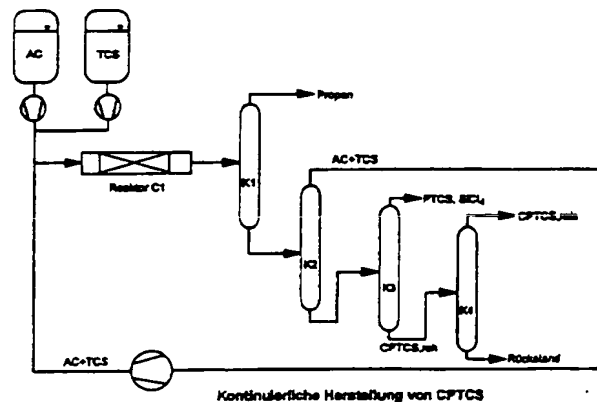 AC
TCS
Propan
Reaktor C1
K1
AC+TCS
K2
PTCS, SiCl4
K3
CPTCS,rein
K4
CPTCS,roh
Rückstand
AC+TCS
Kontinuierliche Herstellung von CPTCS